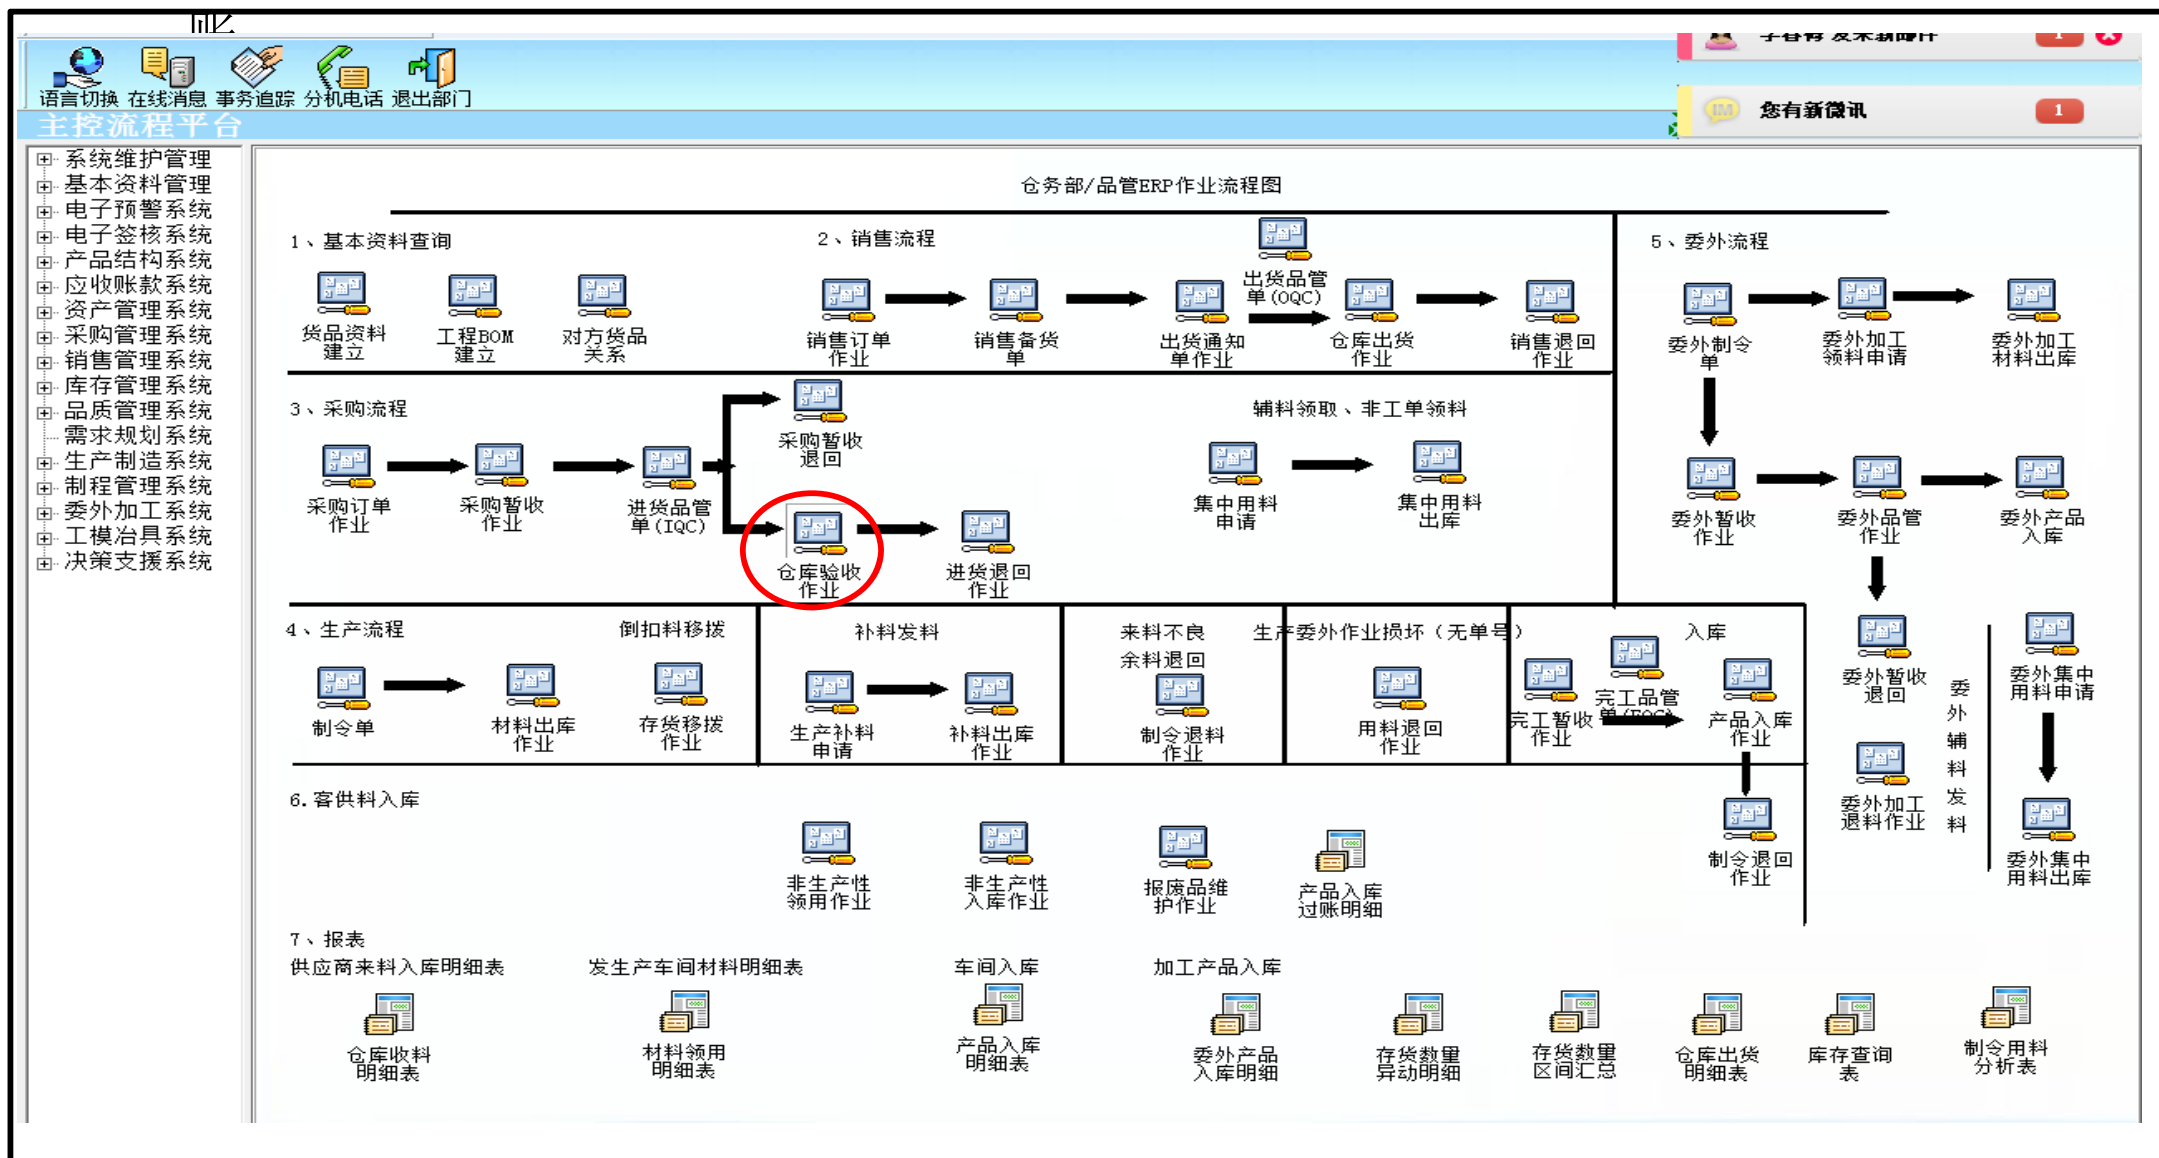 语言切换 在线消息 事务追踪 分机电话 退出部门
发来新邮件 1
您有新微讯 1
主控流程平台
系统维护管理
基本资料管理
电子预警系统
电子签核系统
产品结构系统
应收账款系统
资产管理系统
采购管理系统
销售管理系统
库存管理系统
品质管理系统
需求规划系统
生产制造系统
制程管理系统
委外加工系统
工模冶具系统
决策支援系统
仓务部/品管ERP作业流程图
1、基本资料查询
货品资料
建立
工程BOM
建立
对方货品
关系
2、销售流程
销售订单
作业
销售备货
单
出货通知
单作业
出货品管
单(OQC)
仓库出货
作业
销售退回
作业
5、委外流程
委外制令
单
委外加工
领料申请
委外加工
材料出库
委外暂收
作业
委外品管
作业
委外产品
入库
委外暂收
退回
委外加工
退料作业
委外辅料发料
委外集中
用料申请
委外集中
用料出库
3、采购流程
采购订单
作业
采购暂收
作业
进货品管
单(IQC)
采购暂收
退回
仓库验收
作业
进货退回
作业
辅料领取、非工单领料
集中用料
申请
集中用料
出库
4、生产流程
制令单
材料出库
作业
倒扣料移拨
存货移拨
作业
补料发料
生产补料
申请
补料出库
作业
来料不良
余料退回
制令退料
作业
生产委外作业损坏（无单号）
用料退回
作业
入库
完工暂收
作业
完工品管
产品入库
作业
制令退回
作业
6.客供料入库
非生产性
领用作业
非生产性
入库作业
报废品维
护作业
产品入库
过账明细
7、报表
供应商来料入库明细表
仓库收料
明细表
发生产车间材料明细表
材料领用
明细表
车间入库
产品入库
明细表
加工产品入库
委外产品
入库明细
存货数量
异动明细
存货数量
区间汇总
仓库出货
明细表
库存查询
表
制令用料
分析表